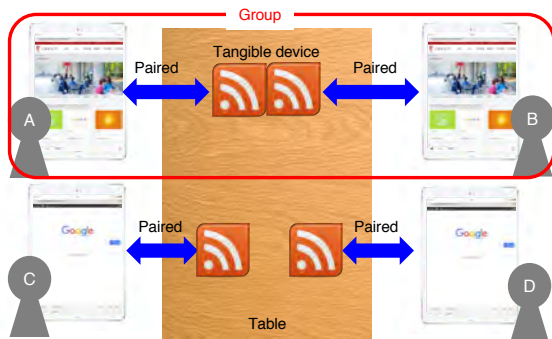 Group
Tangible device
Paired
Paired
A
B
Google
Google
Paired
Paired
C
D
Table